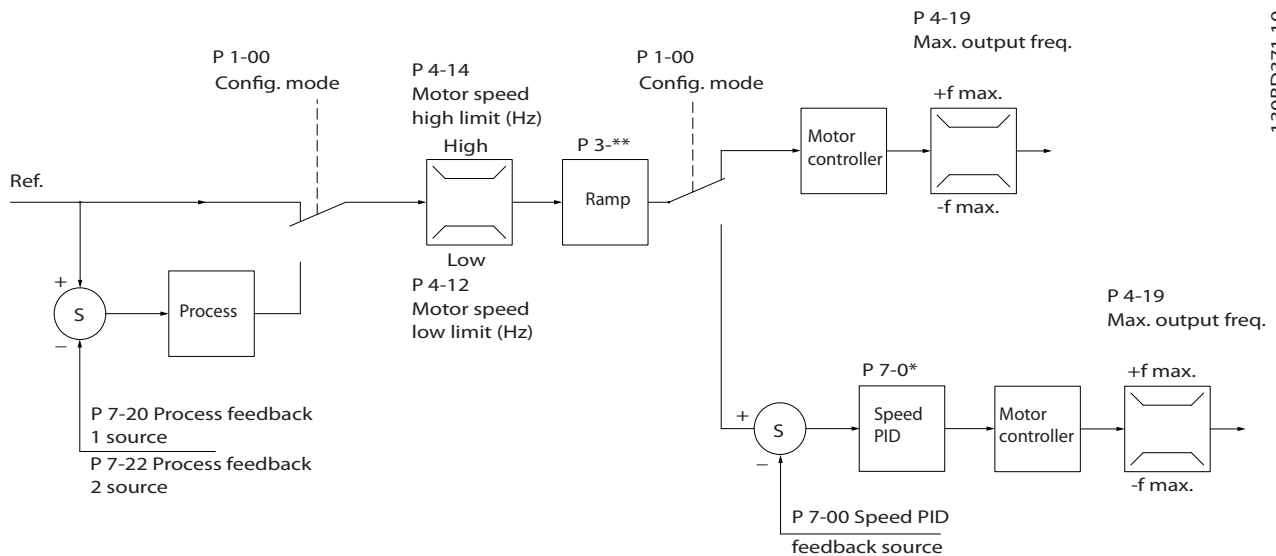 P 4-19
Max. output freq.
P 1-00
Config. mode
P 4-14
Motor speed
high limit (Hz)
P 1-00
Config. mode
+f max.
High
P 3-**
Motor
controller
Ref.
Ramp
-f max.
Low
P 4-12
Motor speed
low limit (Hz)
+
S
–
Process
P 4-19
Max. output freq.
P 7-20 Process feedback
1 source
P 7-22 Process feedback
2 source
P 7-0*
+f max.
+
S
–
Speed
PID
Motor
controller
-f max.
P 7-00 Speed PID
feedback source